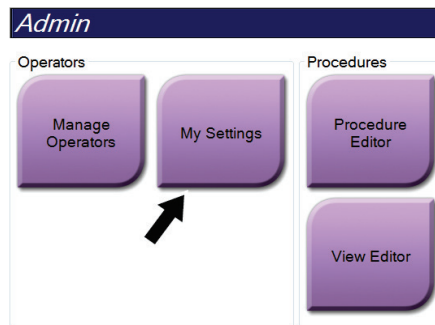 Admin
Operators
Procedures
Manage
Operators
My Settings
Procedure
Editor
View Editor